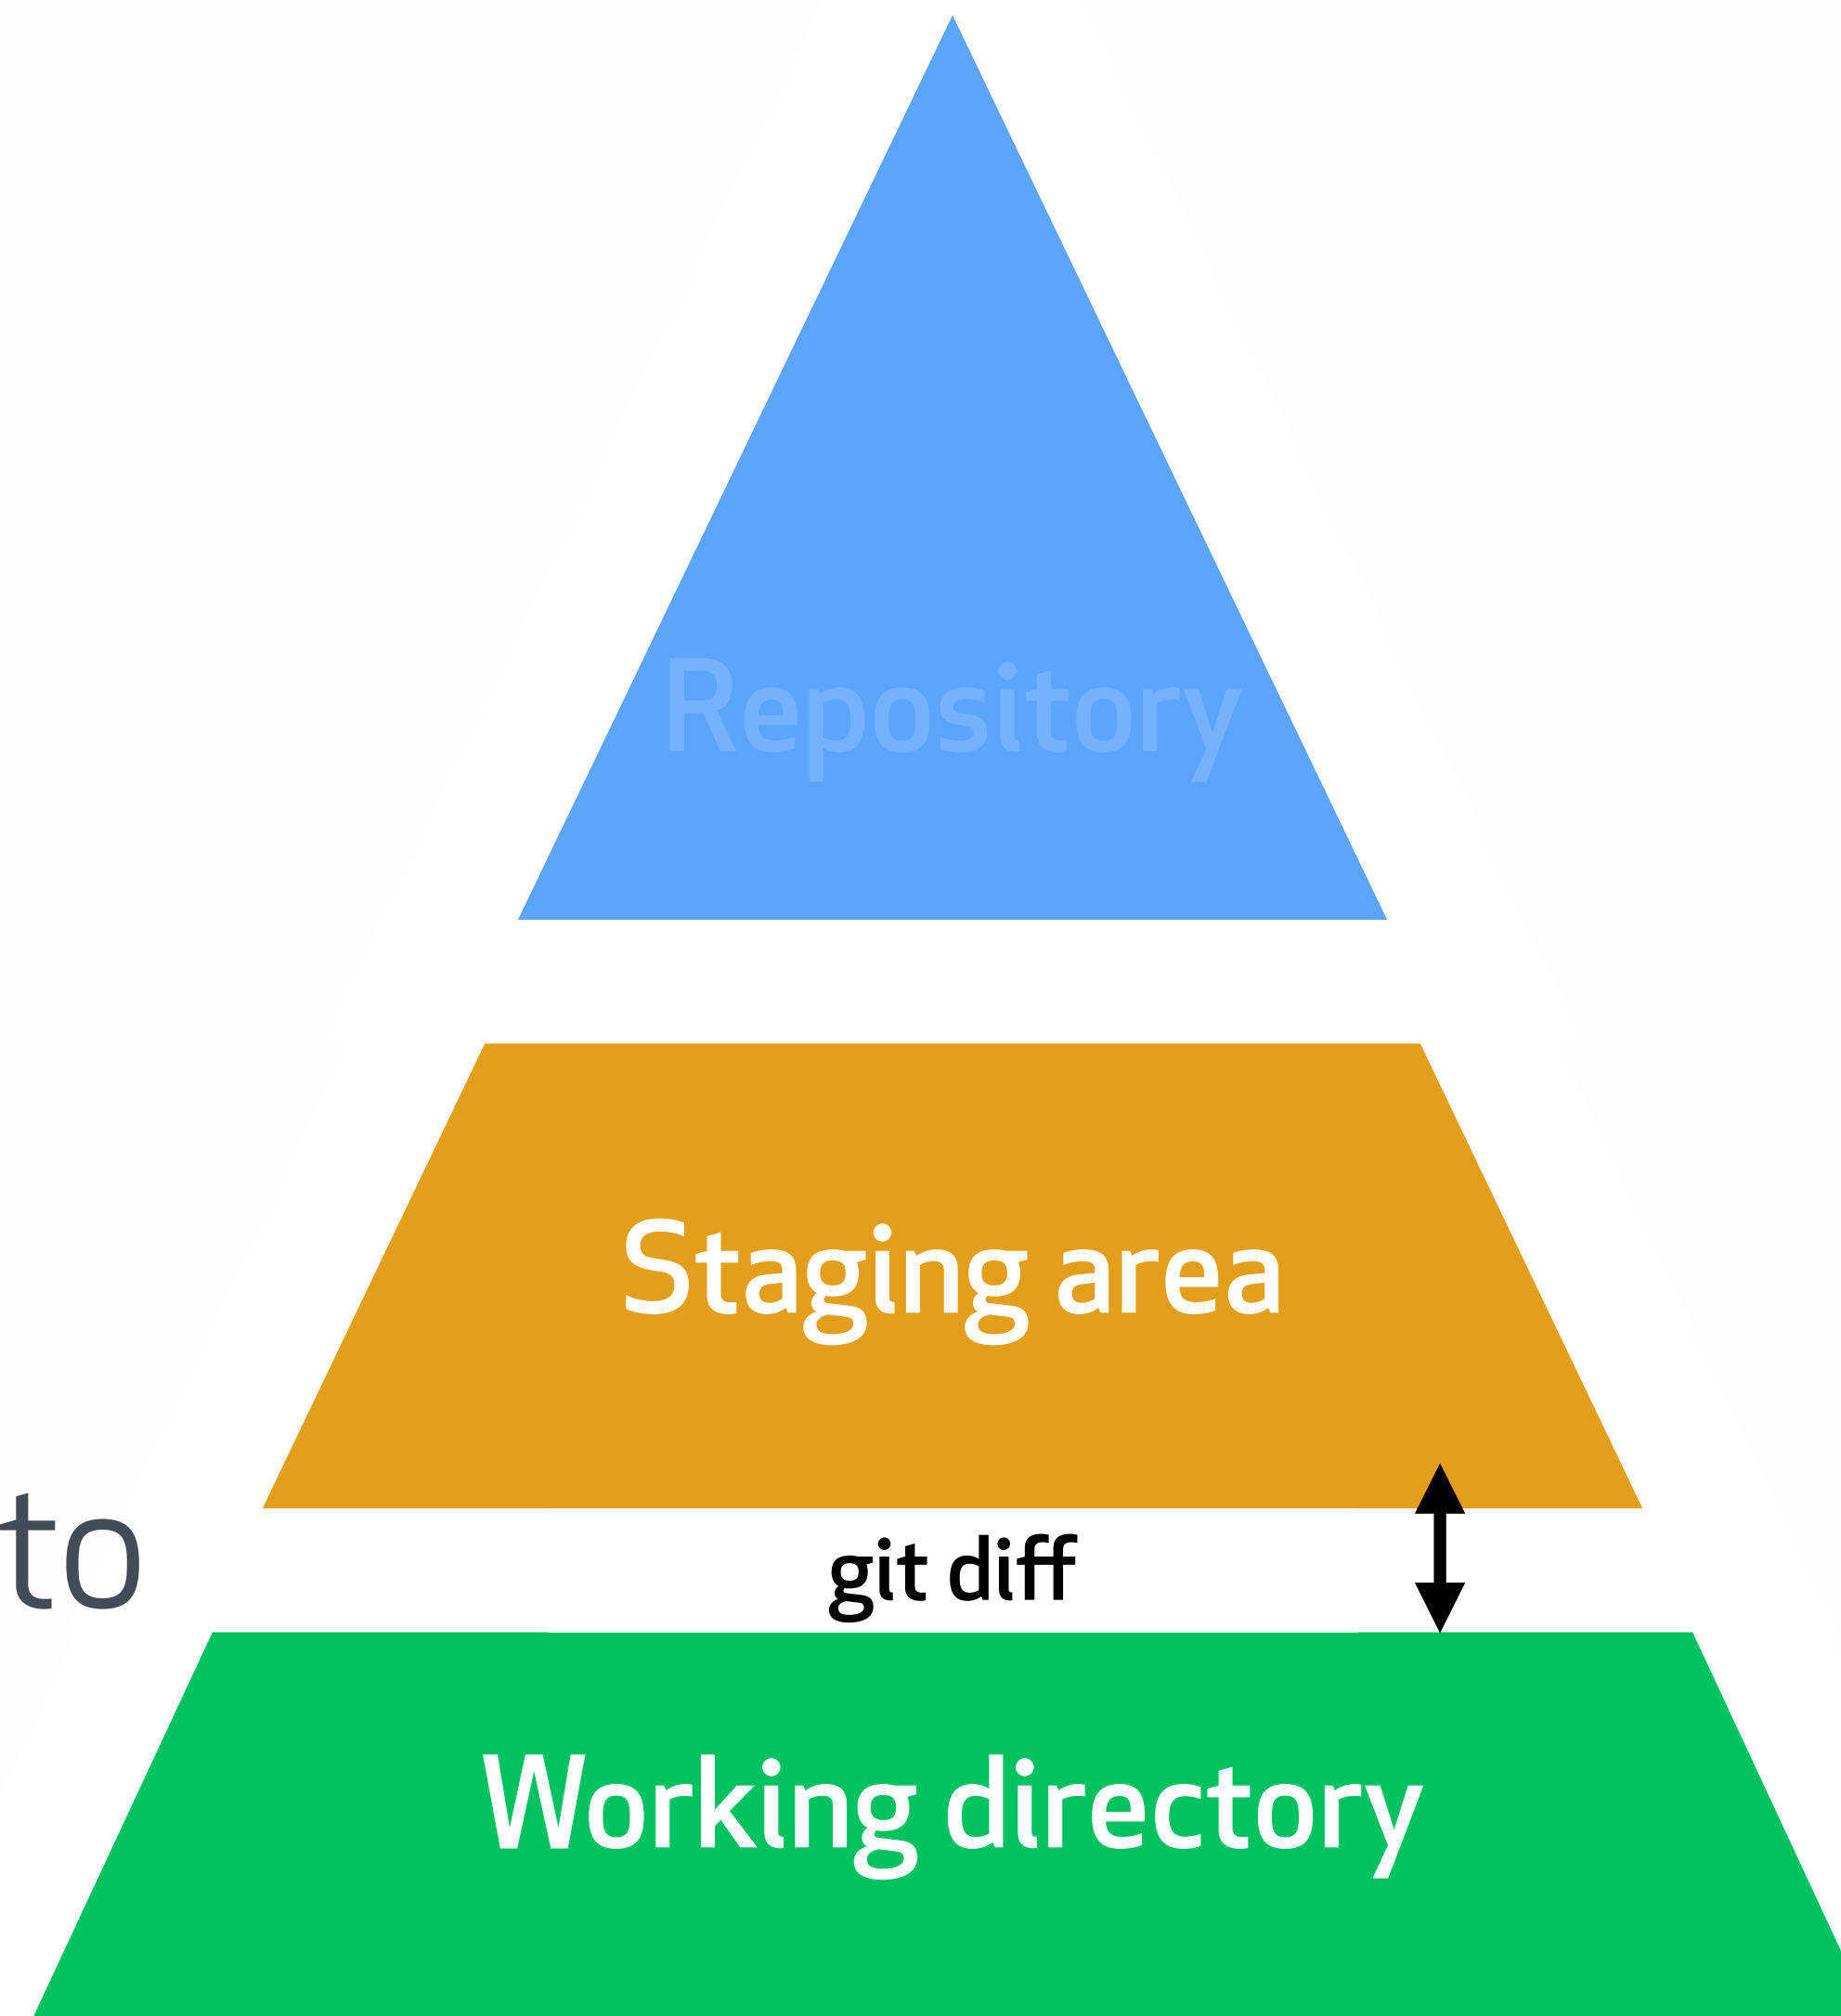 Repository
Staging area
to
git diff
Working directory